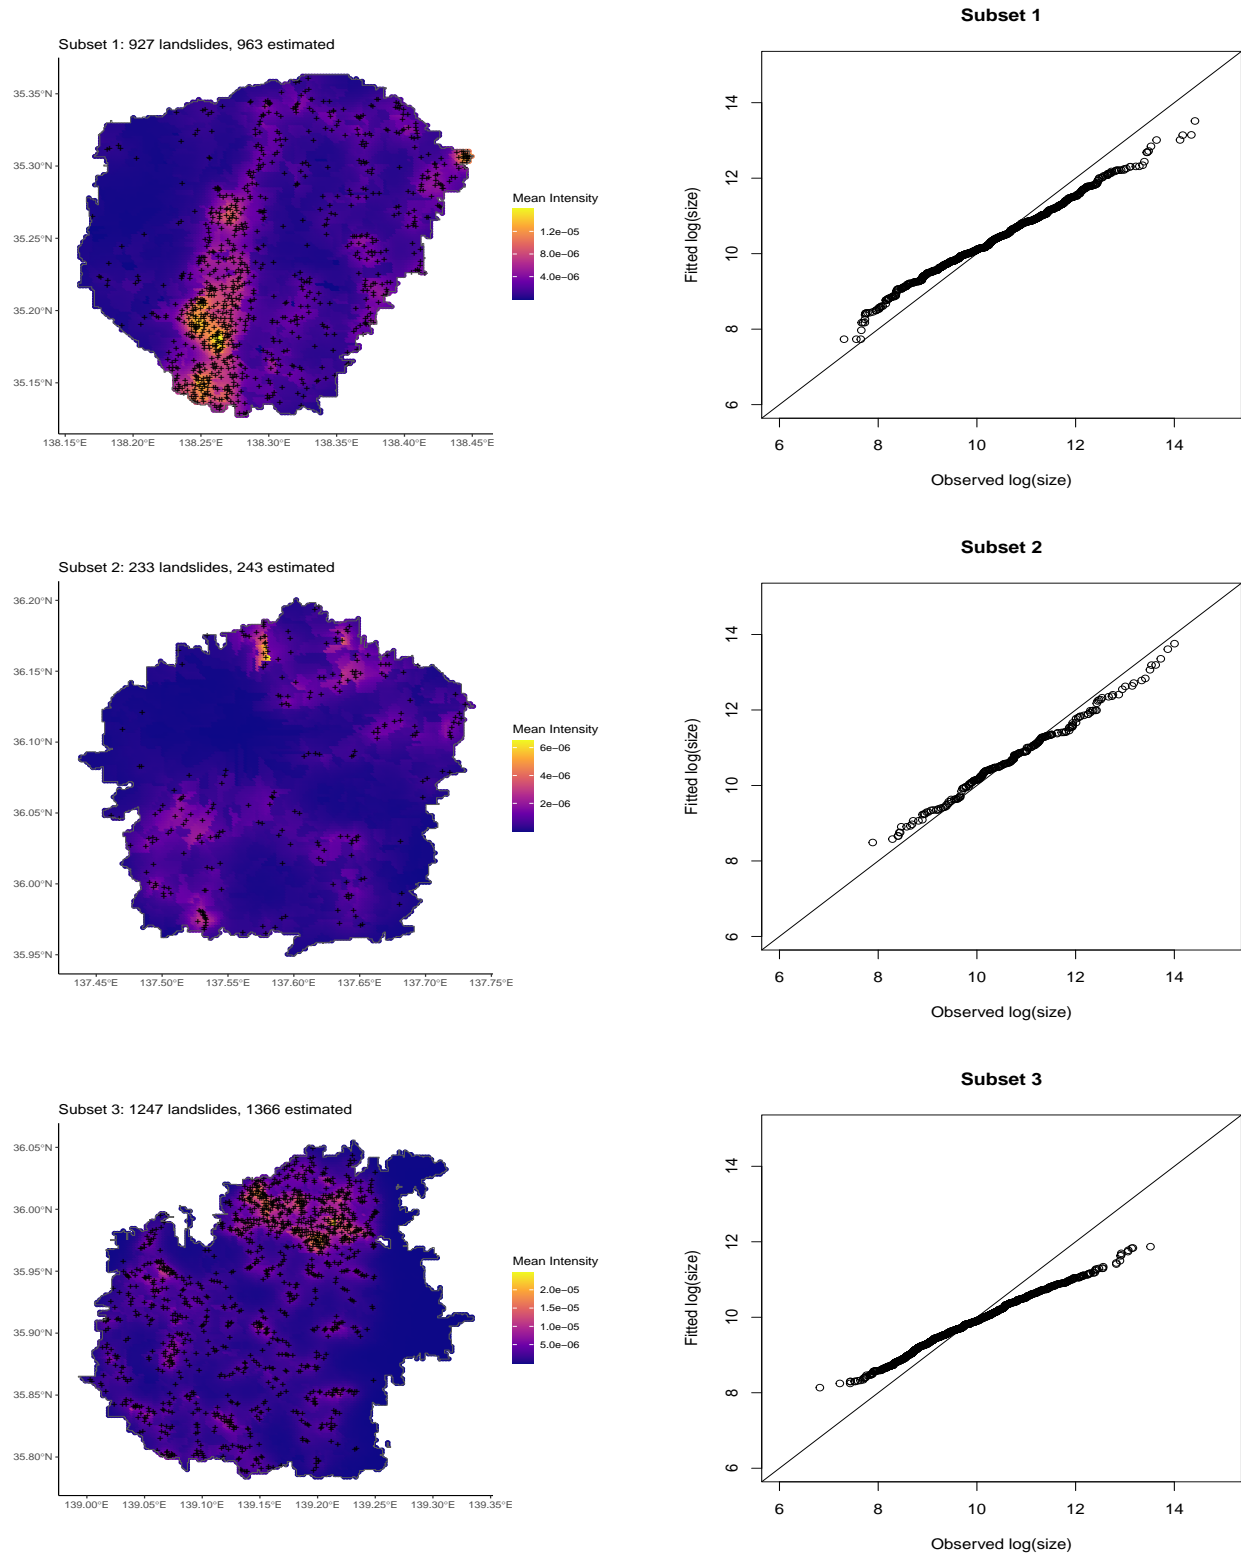 Subset 1: 927 landslides, 963 estimated
35.35°N
35.30°N
35.25°N
35.20°N
35.15°N
138.15°E 138.20°E 138.25°E 138.30°E 138.35°E 138.40°E 138.45°E
Mean Intensity
1.2e−05
8.0e−06
4.0e−06
Subset 1
Fitted log(size)
14
12
10
8
6
6 8 10 12 14
Observed log(size)
Subset 2: 233 landslides, 243 estimated
36.20°N
36.15°N
36.10°N
36.05°N
36.00°N
35.95°N
137.45°E 137.50°E 137.55°E 137.60°E 137.65°E 137.70°E 137.75°E
Mean Intensity
6e−06
4e−06
2e−06
Subset 2
Fitted log(size)
14
12
10
8
6
6 8 10 12 14
Observed log(size)
Subset 3: 1247 landslides, 1366 estimated
36.05°N
36.00°N
35.95°N
35.90°N
35.85°N
35.80°N
139.00°E 139.05°E 139.10°E 139.15°E 139.20°E 139.25°E 139.30°E 139.35°E
Mean Intensity
2.0e−05
1.5e−05
1.0e−05
5.0e−06
Subset 3
Fitted log(size)
14
12
10
8
6
6 8 10 12 14
Observed log(size)